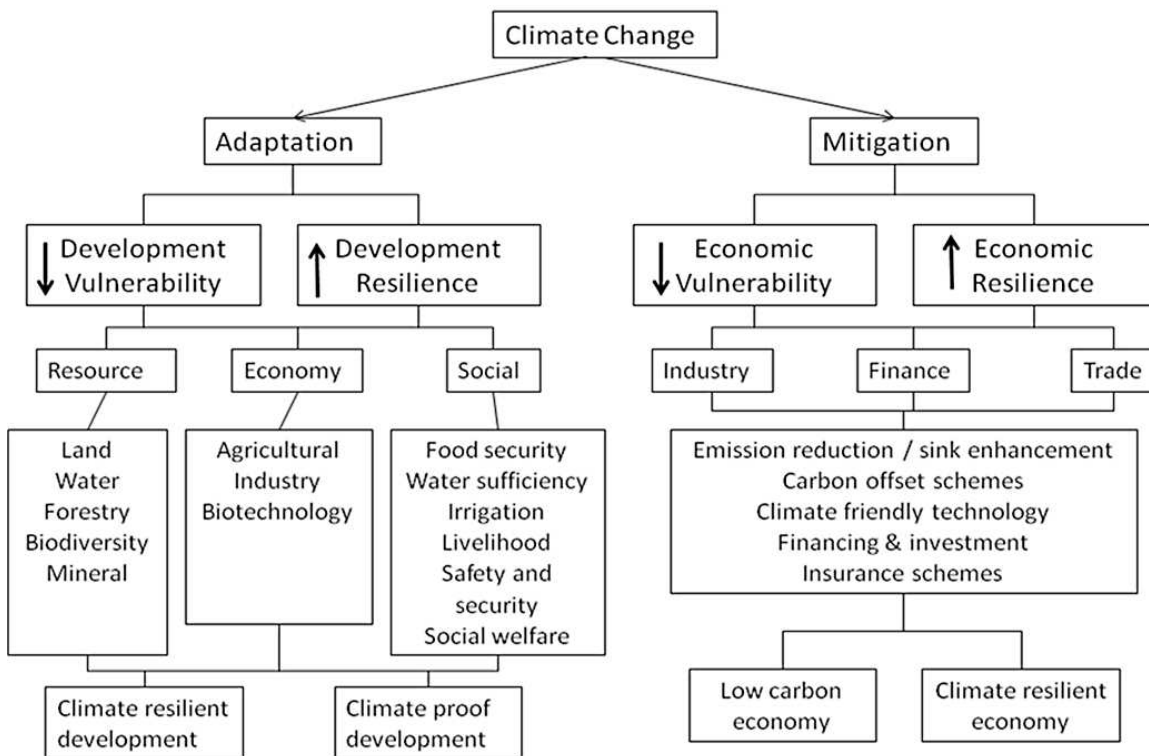 Climate Change
Adaptation
Mitigation
Development
Vulnerability
Development
Resilience
Economic
Vulnerability
Economic
Resilience
Resource
Economy
Social
Industry
Finance
Trade
Land
Water
Forestry
Biodiversity
Mineral
Agricultural
Industry
Biotechnology
Food security
Water sufficiency
Irrigation
Livelihood
Safety and
security
Social welfare
Emission reduction / sink enhancement
Carbon offset schemes
Climate friendly technology
Financing & investment
Insurance schemes
Climate resilient
development
Climate proof
development
Low carbon
economy
Climate resilient
economy